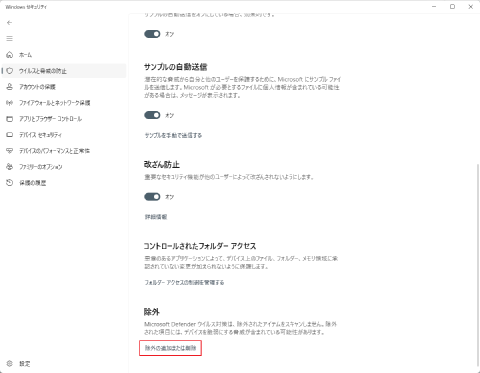 Windows セキュリティ
オン
ホーム
ウイルスと脅威の防止
アカウントの保護
ファイアウォールとネットワーク保護
アプリとブラウザー コントロール
デバイス セキュリティ
デバイスのパフォーマンスと正常性
ファミリーのオプション
保護の履歴
設定
サンプルの自動送信
潜在的な脅威から自分と他のユーザーを保護するために、Microsoft にサンプル ファイ
ルを送信します。Microsoft が必要とするファイルに個人情報が含まれている可能性
がある場合は、メッセージが表示されます。
オン
サンプルを手動で送信する
改ざん防止
重要なセキュリティ機能が他のユーザーによって改ざんされないようにします。
オン
詳細情報
コントロールされたフォルダー アクセス
悪意のあるアプリケーションによって、デバイス上のファイル、フォルダー、メモリ領域に承
認されていない変更が加えられないように保護します。
フォルダー アクセスの制御を管理する
除外
Microsoft Defender ウイルス対策は、除外されたアイテムをスキャンしません。除外
された項目には、デバイスを脆弱にする脅威が含まれている可能性があります。
除外の追加または削除